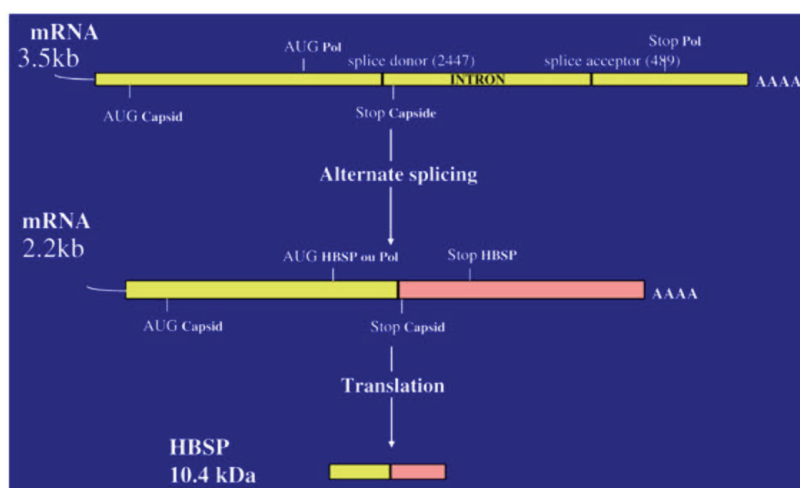 mRNA
3.5kb
AUG Pol
splice donor (2447)
splice acceptor (489)
Stop Pol
INTRON
AAAA
AUG Capsid
Stop Capside
Alternate splicing
mRNA
2.2kb
AUG HBSP ou Pol
Stop HBSP
AAAA
AUG Capsid
Stop Capsid
Translation
HBSP
10.4 kDa